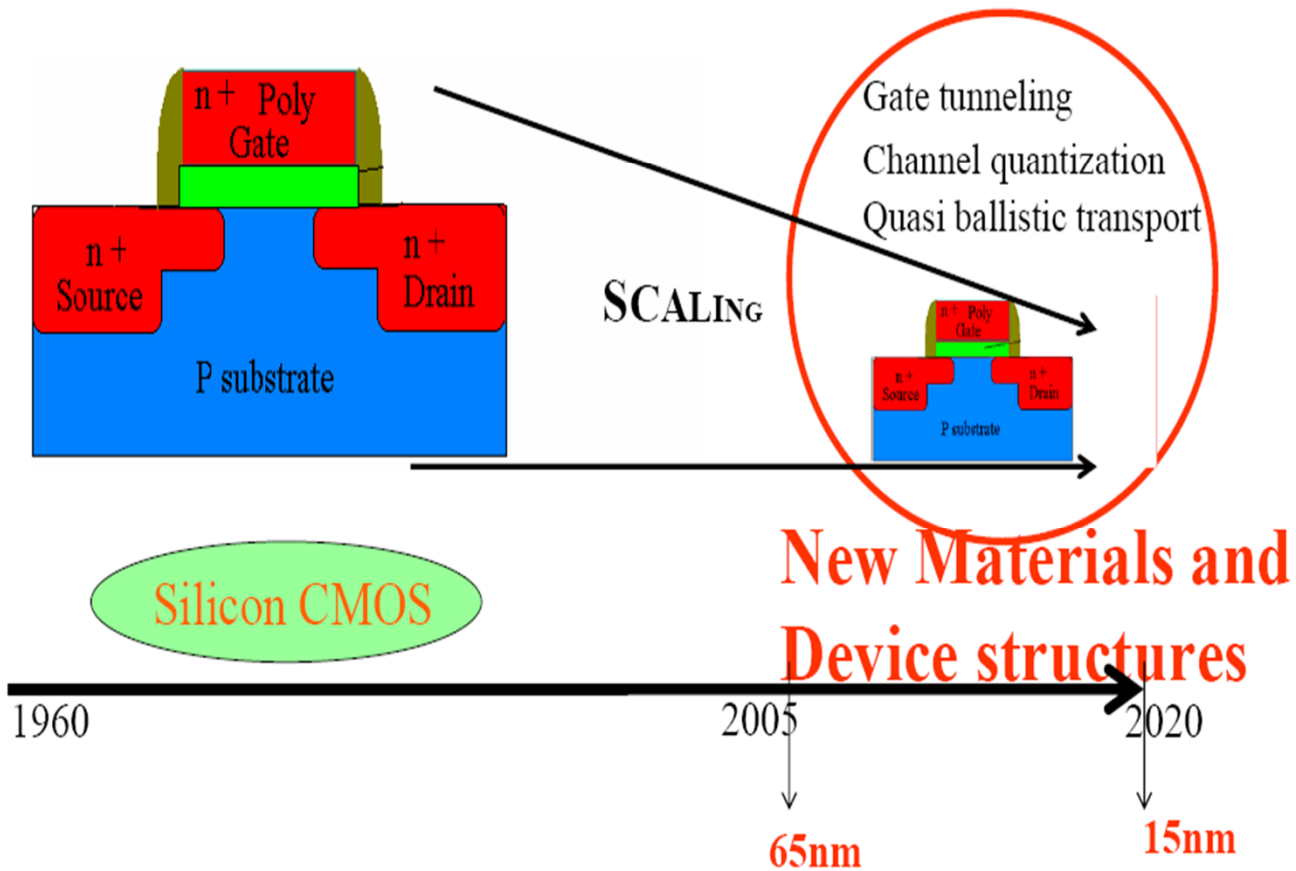 n + Poly
Gate
n +
Source
n +
Drain
P substrate
SCALING
Gate tunneling
Channel quantization
Quasi ballistic transport
n + Poly
Gate
n +
Source
n +
Drain
P substrate
Silicon CMOS
New Materials and
Device structures
1960
2005
2020
65nm
15nm